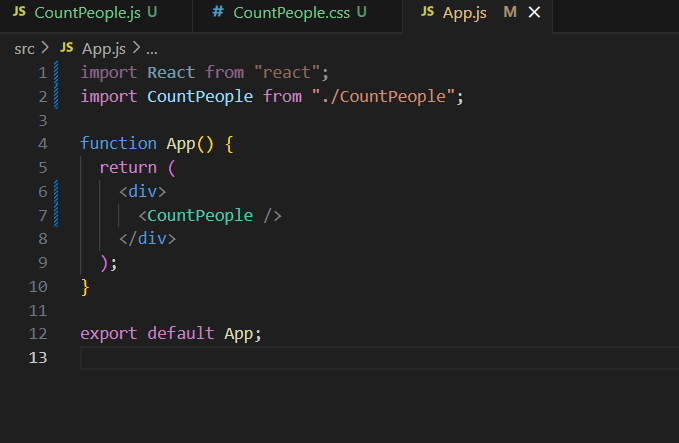 JS CountPeople.js U # CountPeople.css U JS App.js M ×
src > JS App.js > ...
1 import React from "react";
2 import CountPeople from "./CountPeople";
3
4 function App() {
5 return (
6 <div>
7 <CountPeople />
8 </div>
9 );
10 }
11
12 export default App;
13